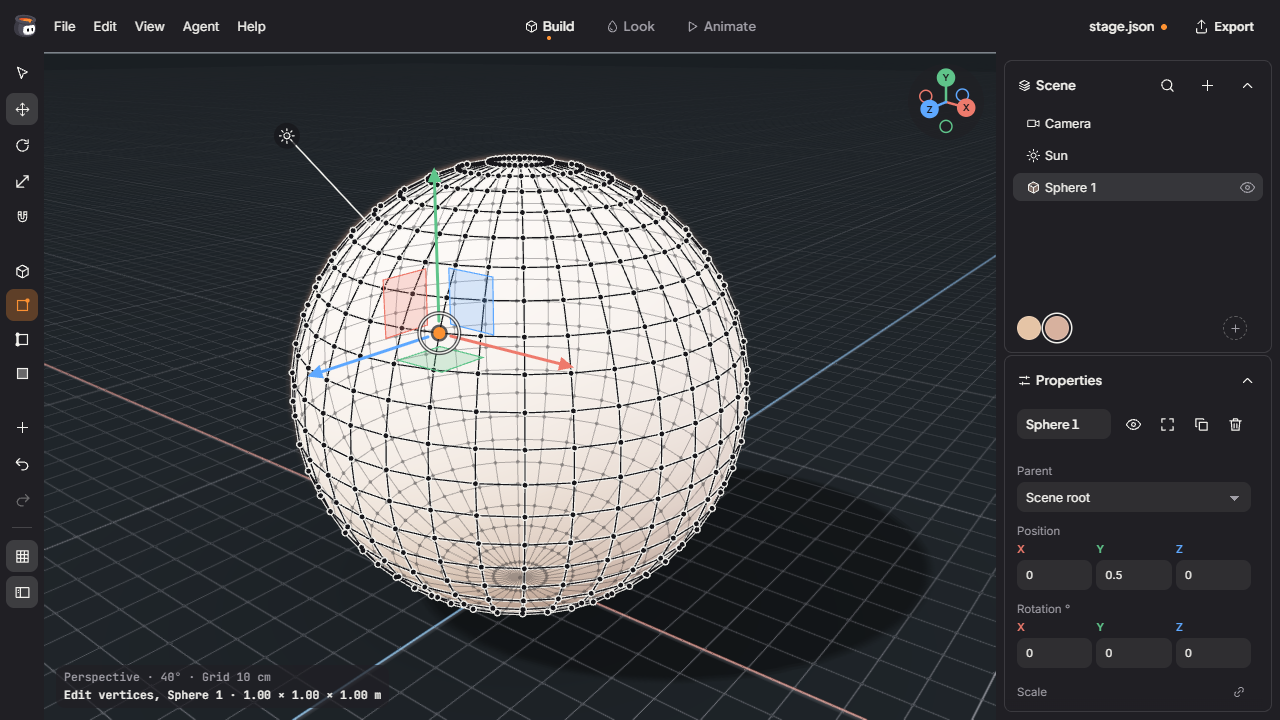 File Edit View Agent Help
Build Look Animate
stage.json
Export
Y
Z X
Scene
Camera
Sun
Sphere 1
Properties
Sphere 1
Parent
Scene root
Position
X Y Z
0 0.5 0
Rotation °
X Y Z
0 0 0
Scale
Perspective · 40° · Grid 10 cm
Edit vertices, Sphere 1 · 1.00 × 1.00 × 1.00 m